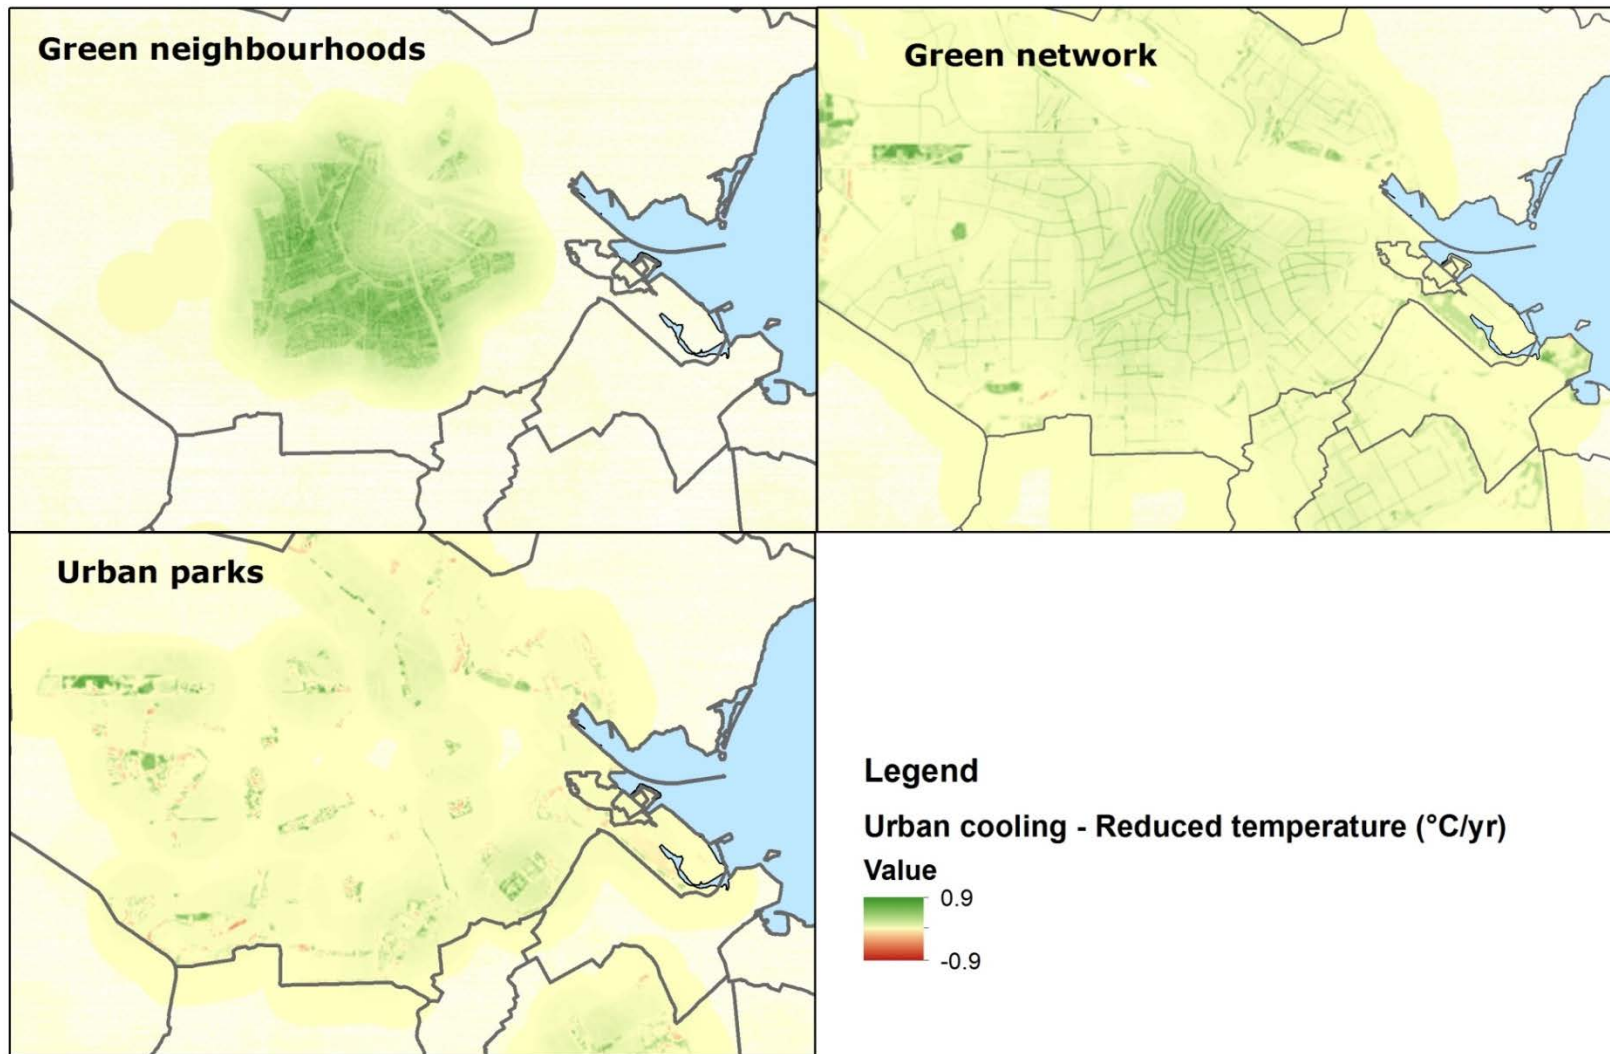 Green neighbourhoods
Green network
Urban parks
Legend
Urban cooling - Reduced temperature (°C/yr)
Value
0.9
-0.9